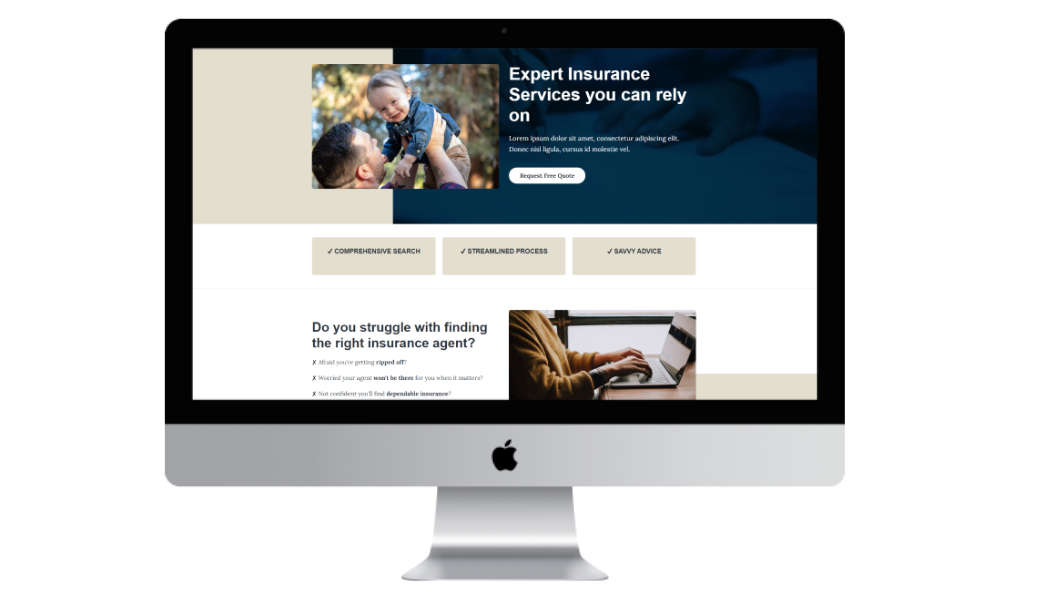 Expert Insurance
Services you can rely
on
Lorem ipsum dolor sit amet, consectetur adipiscing elit.
Donec nisl ligula, cursus id molestie vel.
Request Free Quote
✓ COMPREHENSIVE SEARCH
✓ STREAMLINED PROCESS
✓ SAVVY ADVICE
Do you struggle with finding
the right insurance agent?
✗ Afraid you're getting ripped off?
✗ Worried your agent won't be there for you when it matters?
✗ Not confident you'll find dependable insurance?